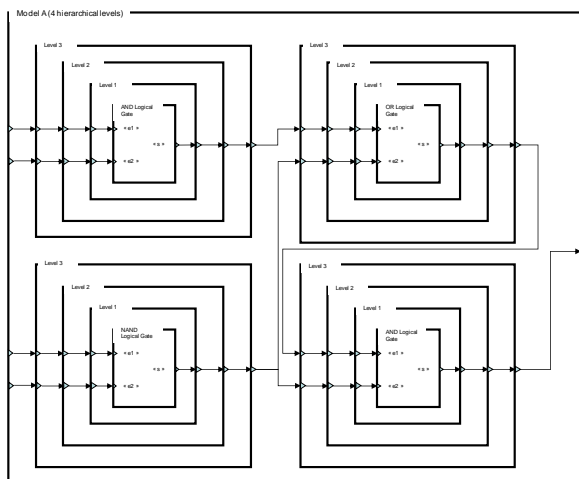 Model A (4 hierarchical levels)
Level 3
Level 2
Level 1
AND Logical
Gate
« e1 »
« s »
« e2 »
Level 3
Level 2
Level 1
OR Logical
Gate
« e1 »
« s »
« e2 »
Level 3
Level 2
Level 1
NAND
Logical Gate
« e1 »
« s »
« e2 »
Level 3
Level 2
Level 1
AND Logical
Gate
« e1 »
« s »
« e2 »